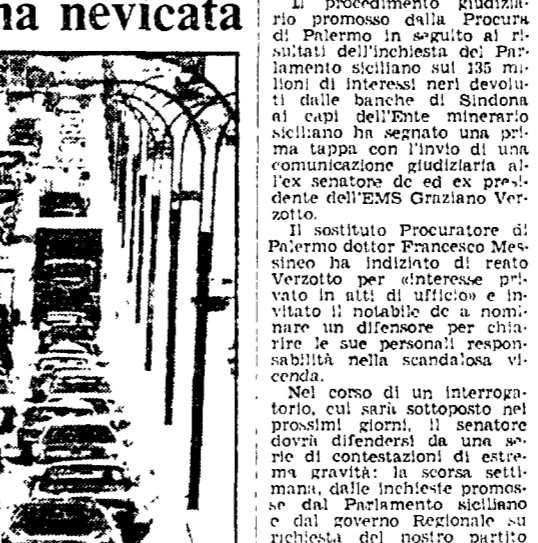 na nevicata
Il procedimento giudizia-
rio promosso dalla Procura
di Palermo in seguito ai ri-
sultati dell'inchiesta del Par-
lamento siciliano sui 135 mi-
lioni di interessi neri devolu-
ti dalle banche di Sindona
ai capi dell'Ente minerario
siciliano ha segnato una pri-
ma tappa con l'invio di una
comunicazione giudiziaria al-
l'ex senatore dc ed ex presi-
dente dell'EMS Graziano Ver-
zotto.
Il sostituto Procuratore di
Palermo dottor Francesco Mes-
sineo ha indiziato di reato
Verzotto per «interesse pri-
vato in atti di ufficio» e in-
vitato il notabile dc a nomi-
nare un difensore per chia-
rire le sue personali respon-
sabilità nella scandalosa vi-
cenda.
Nel corso di un interroga-
torio, cui sarà sottoposto nei
prossimi giorni, il senatore
dovrà difendersi da una se-
rie di contestazioni di estre-
ma gravità: la scorsa setti-
mana, dalle inchieste promos-
se dal Parlamento siciliano
e dal governo Regionale su
richiesta del nostro partito